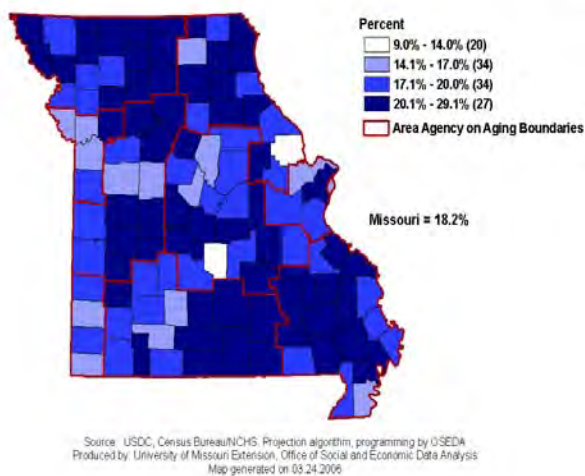 Percent
9.0% - 14.0% (20)
14.1% - 17.0% (34)
17.1% - 20.0% (34)
20.1% - 29.1% (27)
Area Agency on Aging Boundaries
Missouri = 18.2%
Source: USDC, Census Bureau/NCHS. Projection algorithm, programming by OSEDA
Produced by: University of Missouri Extension, Office of Social and Economic Data Analysis
Map generated on 03.24.2006